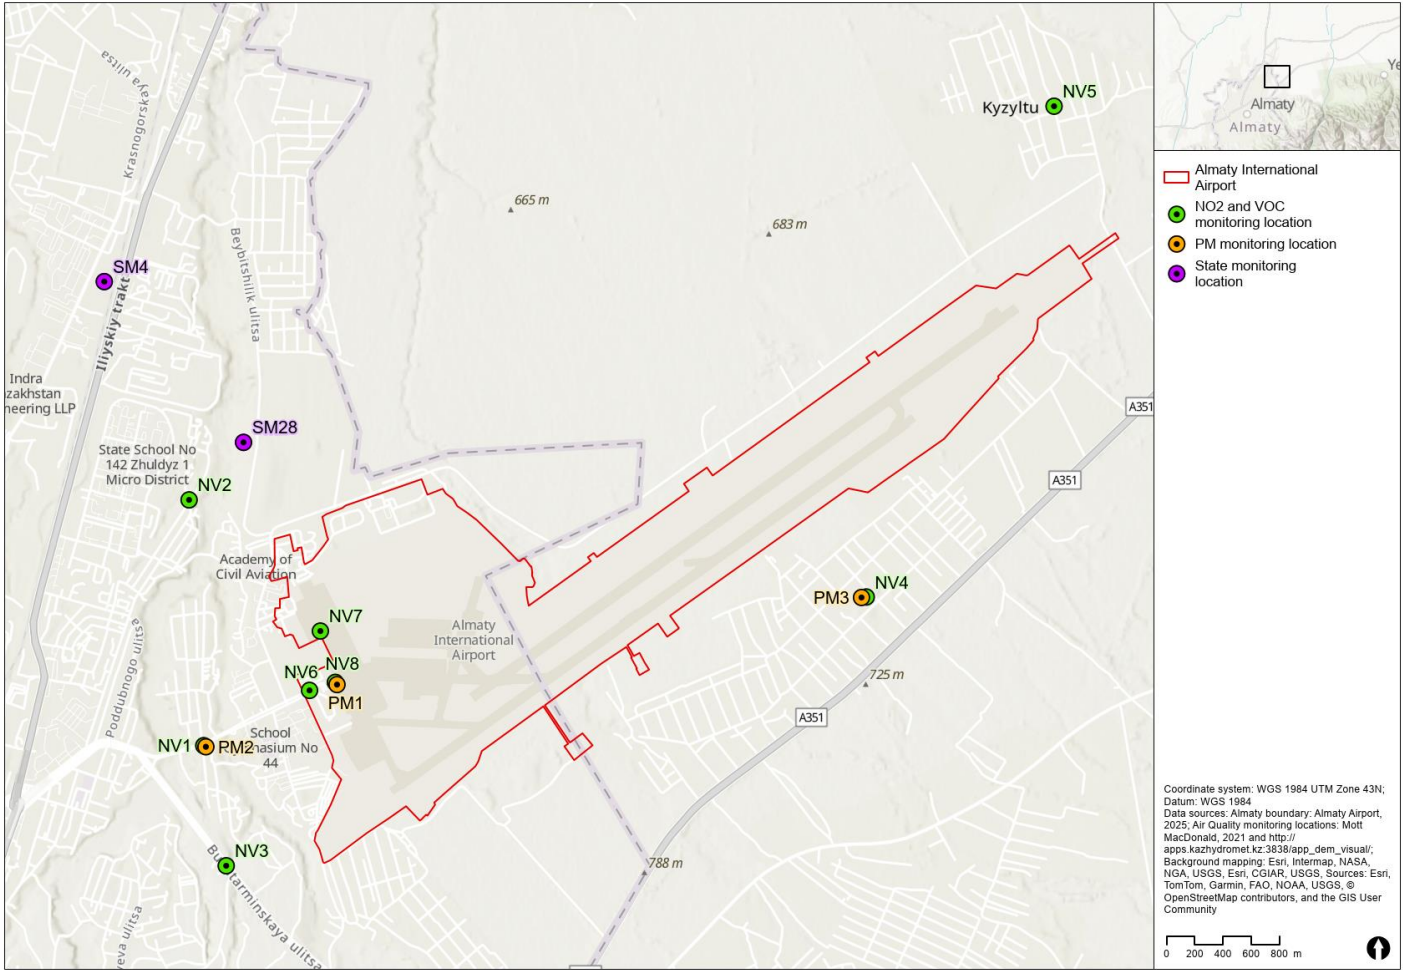 Krasnogorskaya ulitsa
Kyzyltu
NV5
665 m
683 m
SM4
Iliyskiy trakt
Beybitshilik ulitsa
Indra
zakhstan
neering LLP
SM28
State School No
142 Zhuldyz 1
Micro District
NV2
A351
A351
Academy of
Civil Aviation
PM3
NV4
NV7
Almaty
International
Airport
NV6
NV8
PM1
725 m
A351
Poddubnogo ulitsa
NV1
PM2
School
nasium No
44
NV3
tarminskaya ulitsa
788 m
yeva ulitsa
Ye
Almaty
Almaty
Almaty International
Airport
NO2 and VOC
monitoring location
PM monitoring location
State monitoring
location
Coordinate system: WGS 1984 UTM Zone 43N;
Datum: WGS 1984
Data sources: Almaty boundary: Almaty Airport,
2025; Air Quality monitoring locations: Mott
MacDonald, 2021 and http://
apps.kazhydromet.kz:3838/app_dem_visual/;
Background mapping: Esri, Intermap, NASA,
NGA, USGS, Esri, CGIAR, USGS, Sources: Esri,
TomTom, Garmin, FAO, NOAA, USGS, ©
OpenStreetMap contributors, and the GIS User
Community
0 200 400 600 800 m